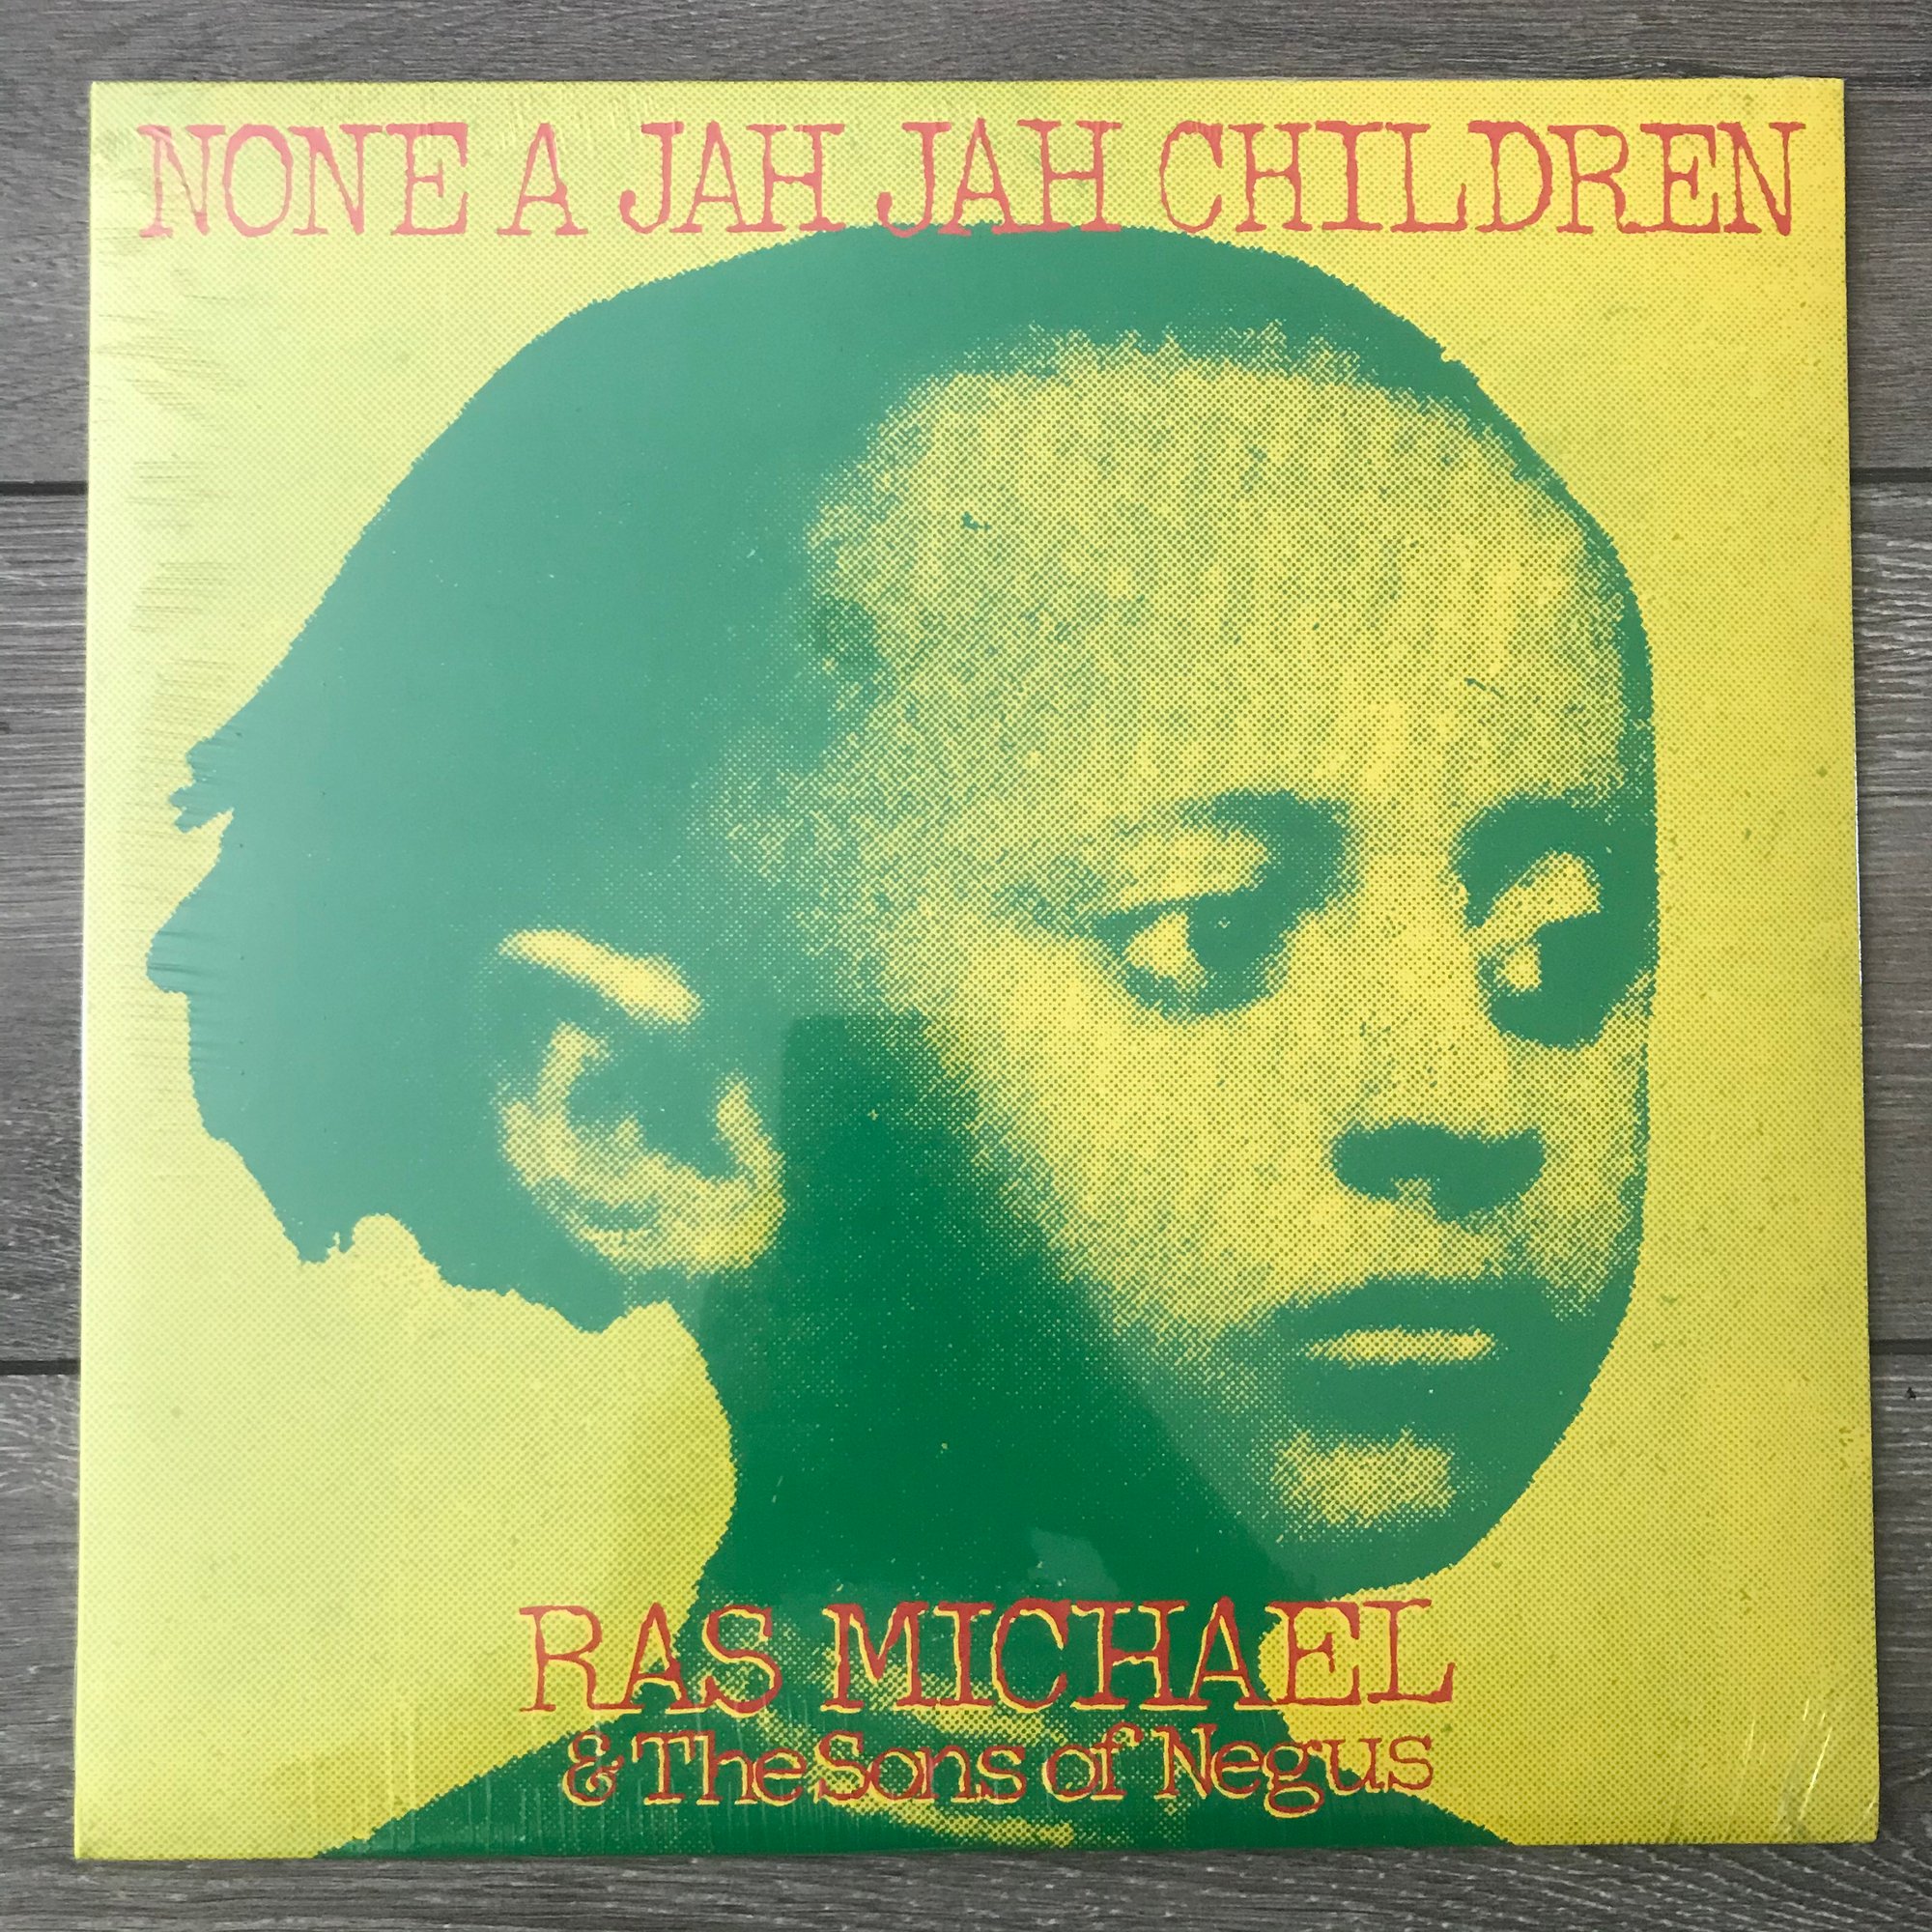 NONE A JAH JAH CHILDREN
RAS MICHAEL
& The Sons of Negus